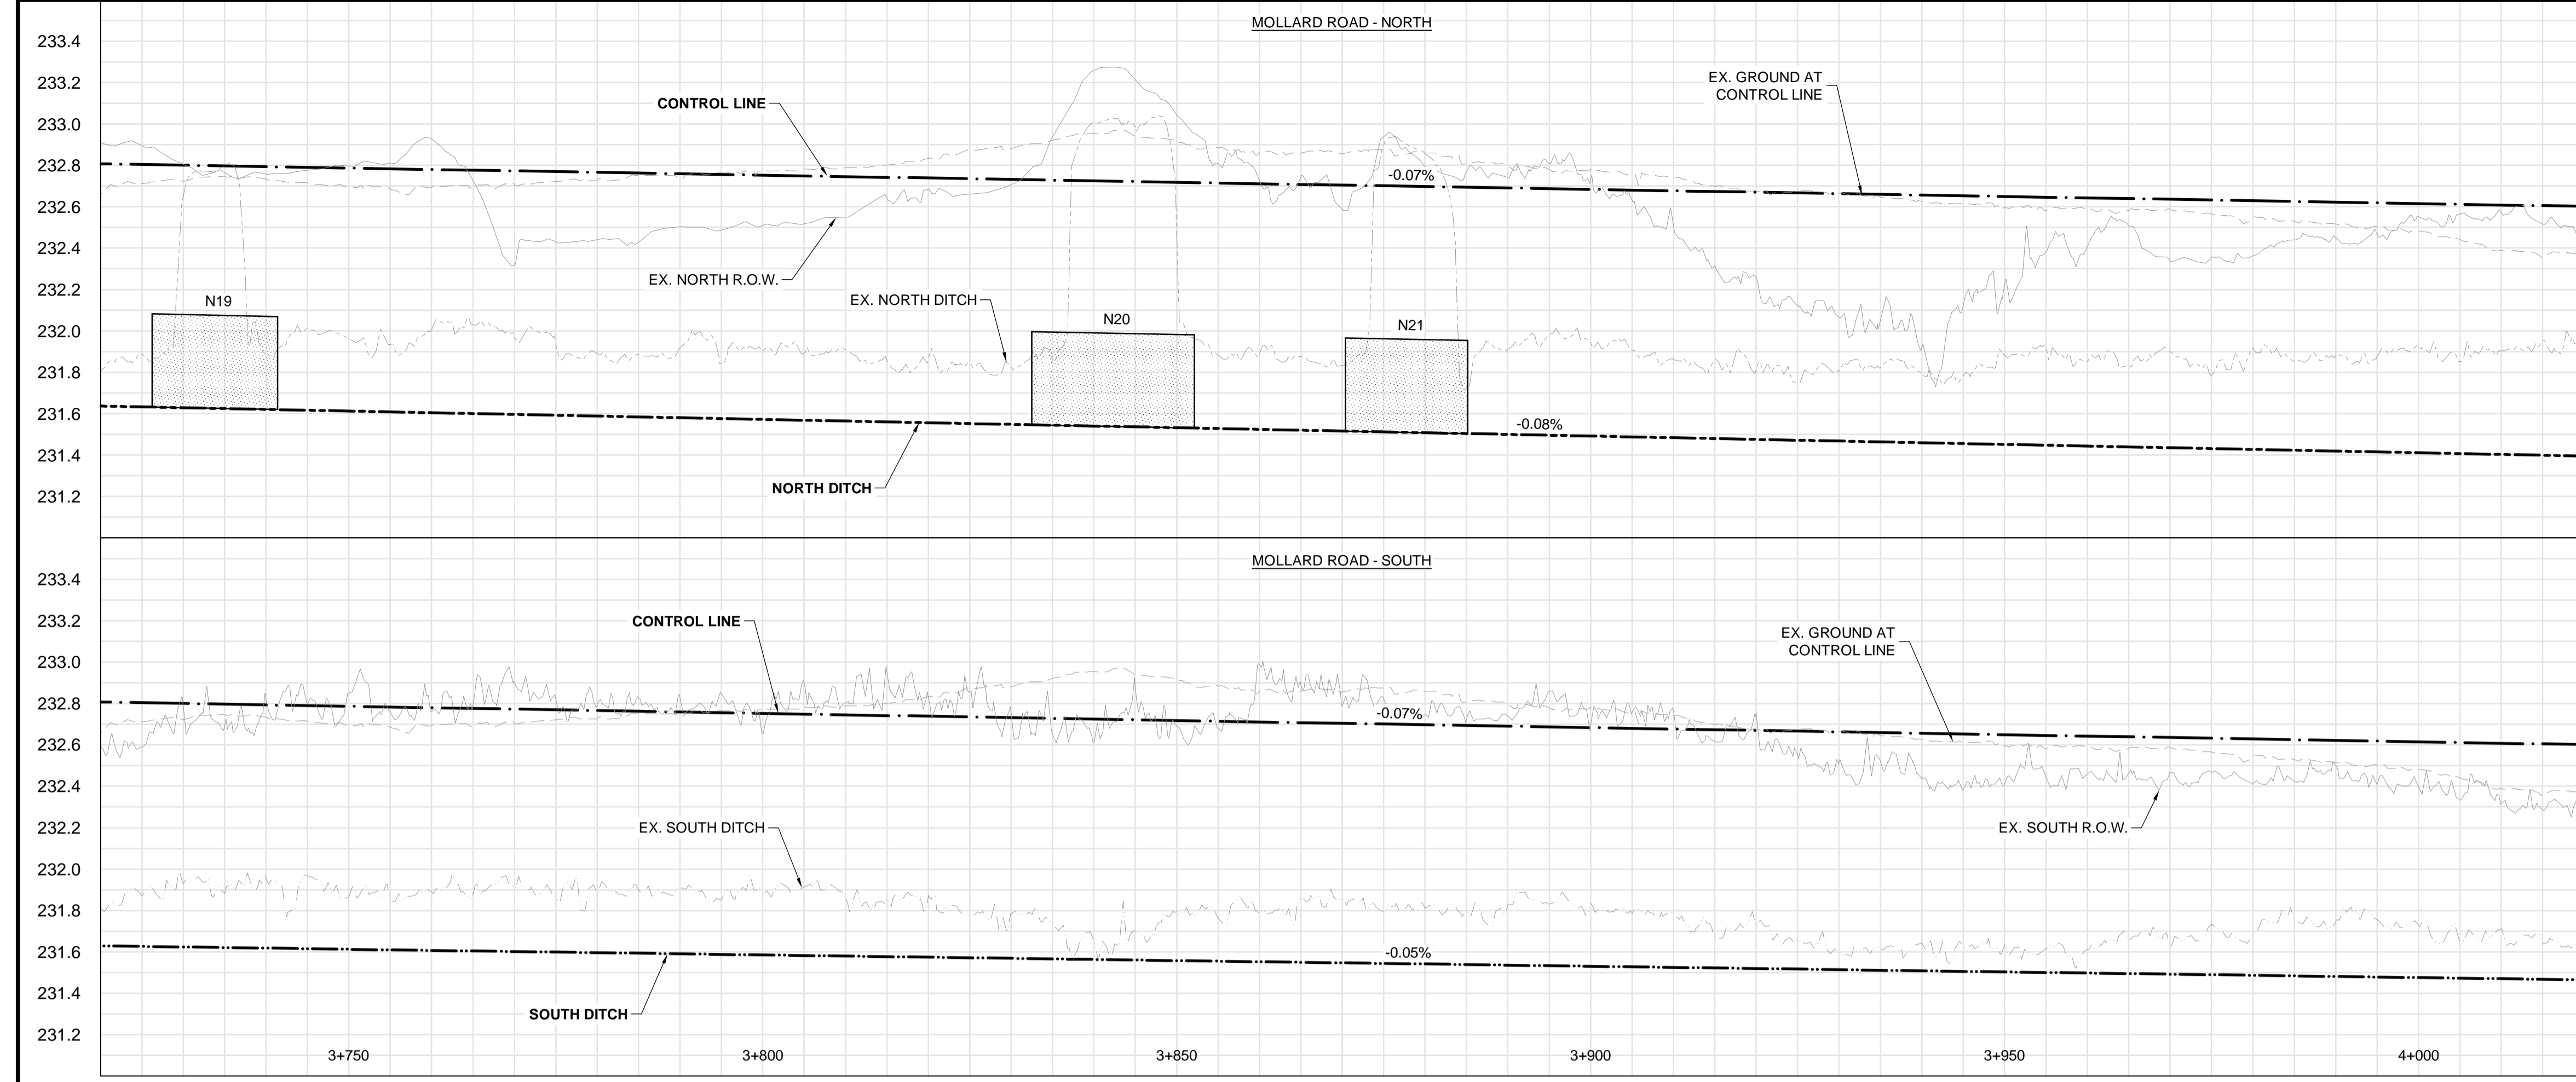 MOLLARD ROAD - NORTH
233.4
233.2
233.0
232.8
232.6
232.4
232.2
232.0
231.8
231.6
231.4
231.2
CONTROL LINE
EX. GROUND AT
CONTROL LINE
-0.07%
EX. NORTH R.O.W.
EX. NORTH DITCH
N19
N20
N21
-0.08%
NORTH DITCH
MOLLARD ROAD - SOUTH
233.4
233.2
233.0
232.8
232.6
232.4
232.2
232.0
231.8
231.6
231.4
231.2
CONTROL LINE
EX. GROUND AT
CONTROL LINE
-0.07%
EX. SOUTH DITCH
EX. SOUTH R.O.W.
-0.05%
SOUTH DITCH
3+750
3+800
3+850
3+900
3+950
4+000